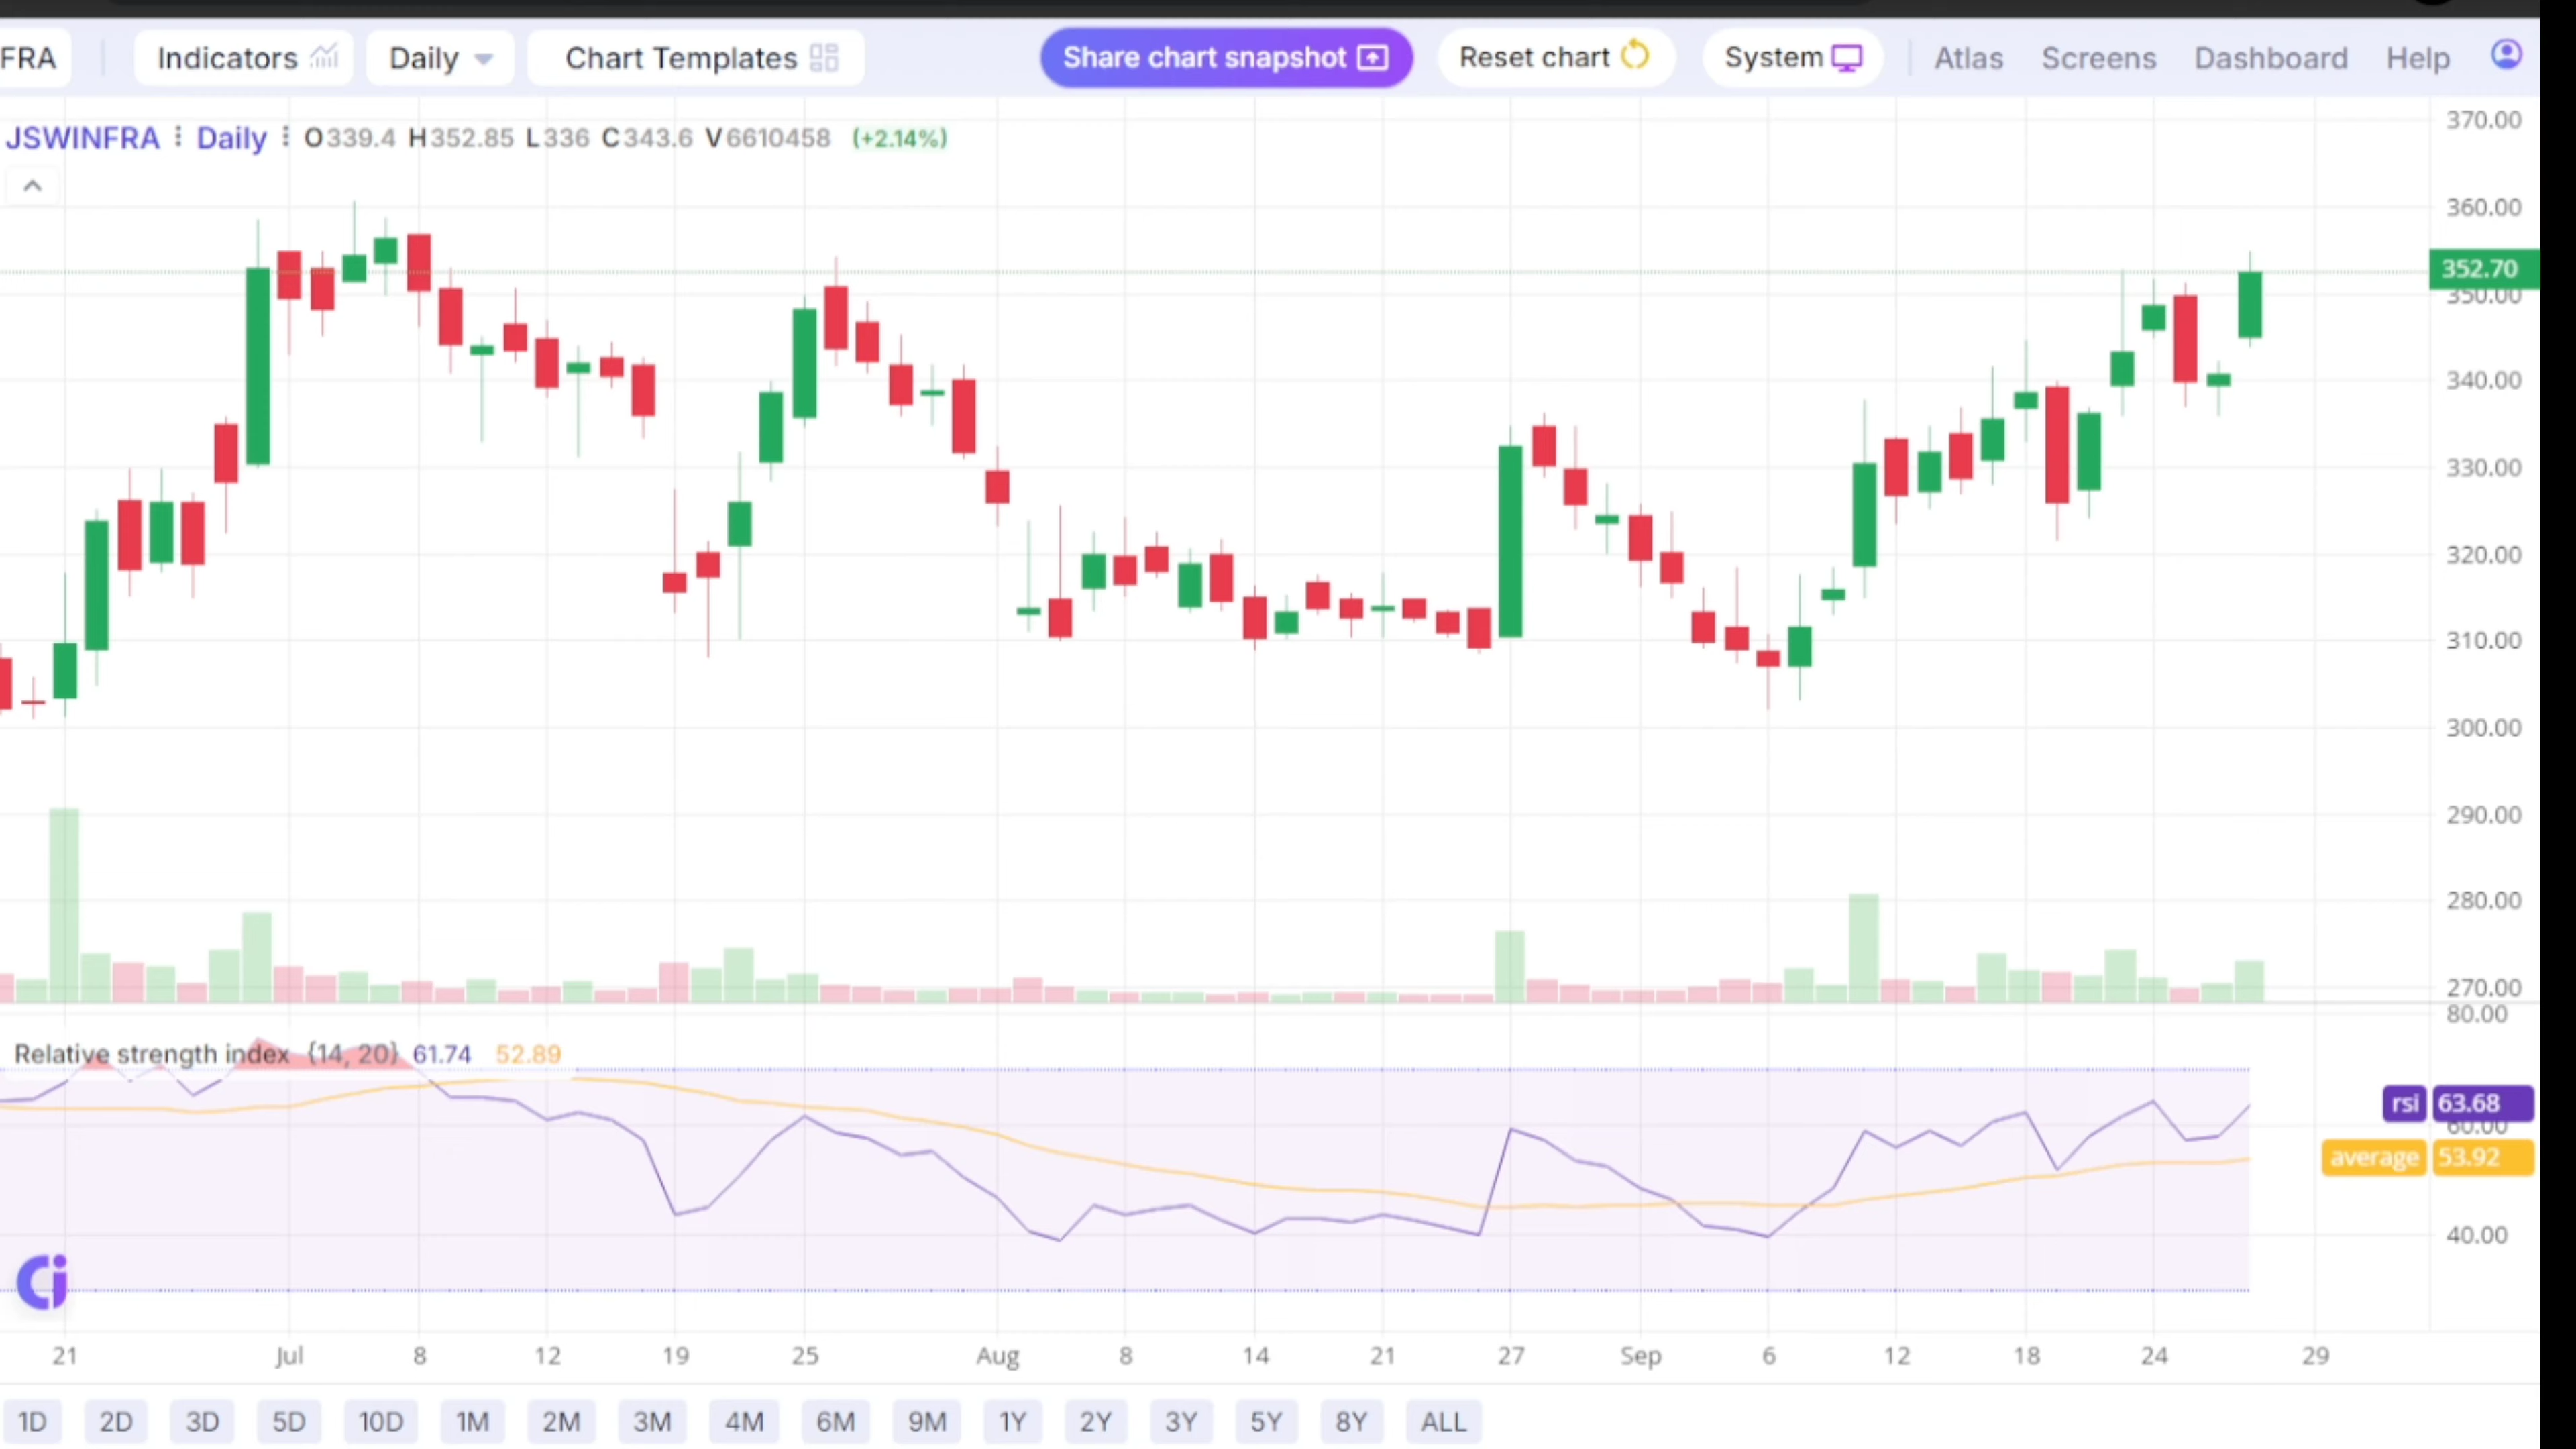 FRA Indicators Daily Chart Templates Share chart snapshot Reset chart System Atlas Screens Dashboard Help
JSWINFRA Daily O339.4 H352.85 L336 C343.6 V6610458 (+2.14%)
370.00
360.00
352.70
350.00
340.00
330.00
320.00
310.00
300.00
290.00
280.00
270.00
80.00
Relative strength index {14, 20} 61.74 52.89
rsi 63.68
60.00
average 53.92
40.00
21 Jul 8 12 19 25 Aug 8 14 21 27 Sep 6 12 18 24 29
1D 2D 3D 5D 10D 1M 2M 3M 4M 6M 9M 1Y 2Y 3Y 5Y 8Y ALL